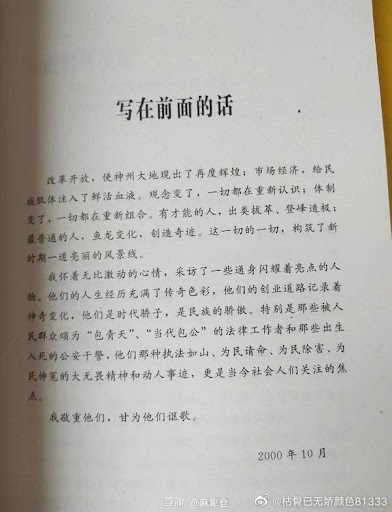 写在前面的话
改革开放，使神州大地现出了再度辉煌；市场经济，给民
族肌体注入了鲜活血液。观念变了，一切都在重新认识；体制
变了，一切都在重新组合。有才能的人，出类拔萃、登峰造极；
最普通的人，鱼龙变化，创造奇迹。这一切的一切，构筑了新
时期一道亮丽的风景线。
我怀着无比激动的心情，采访了一些通身闪耀着亮点的人
物。他们的人生经历充满了传奇色彩，他们的创业道路记录着
神奇变化，他们是时代骄子，是民族的骄傲。特别是那些被人
民群众颂为“包青天”、“当代包公”的法律工作者和那些出生
入死的公安干警，他们那种执法如山、为民请命、为民除害、为
民伸冤的大无畏精神和动人事迹，更是当今社会人们关注的焦
点。
我敬重他们，甘为他们讴歌。
2000年10月
豆瓣 @麻卑仓
@枯骨已无娇颜色81333